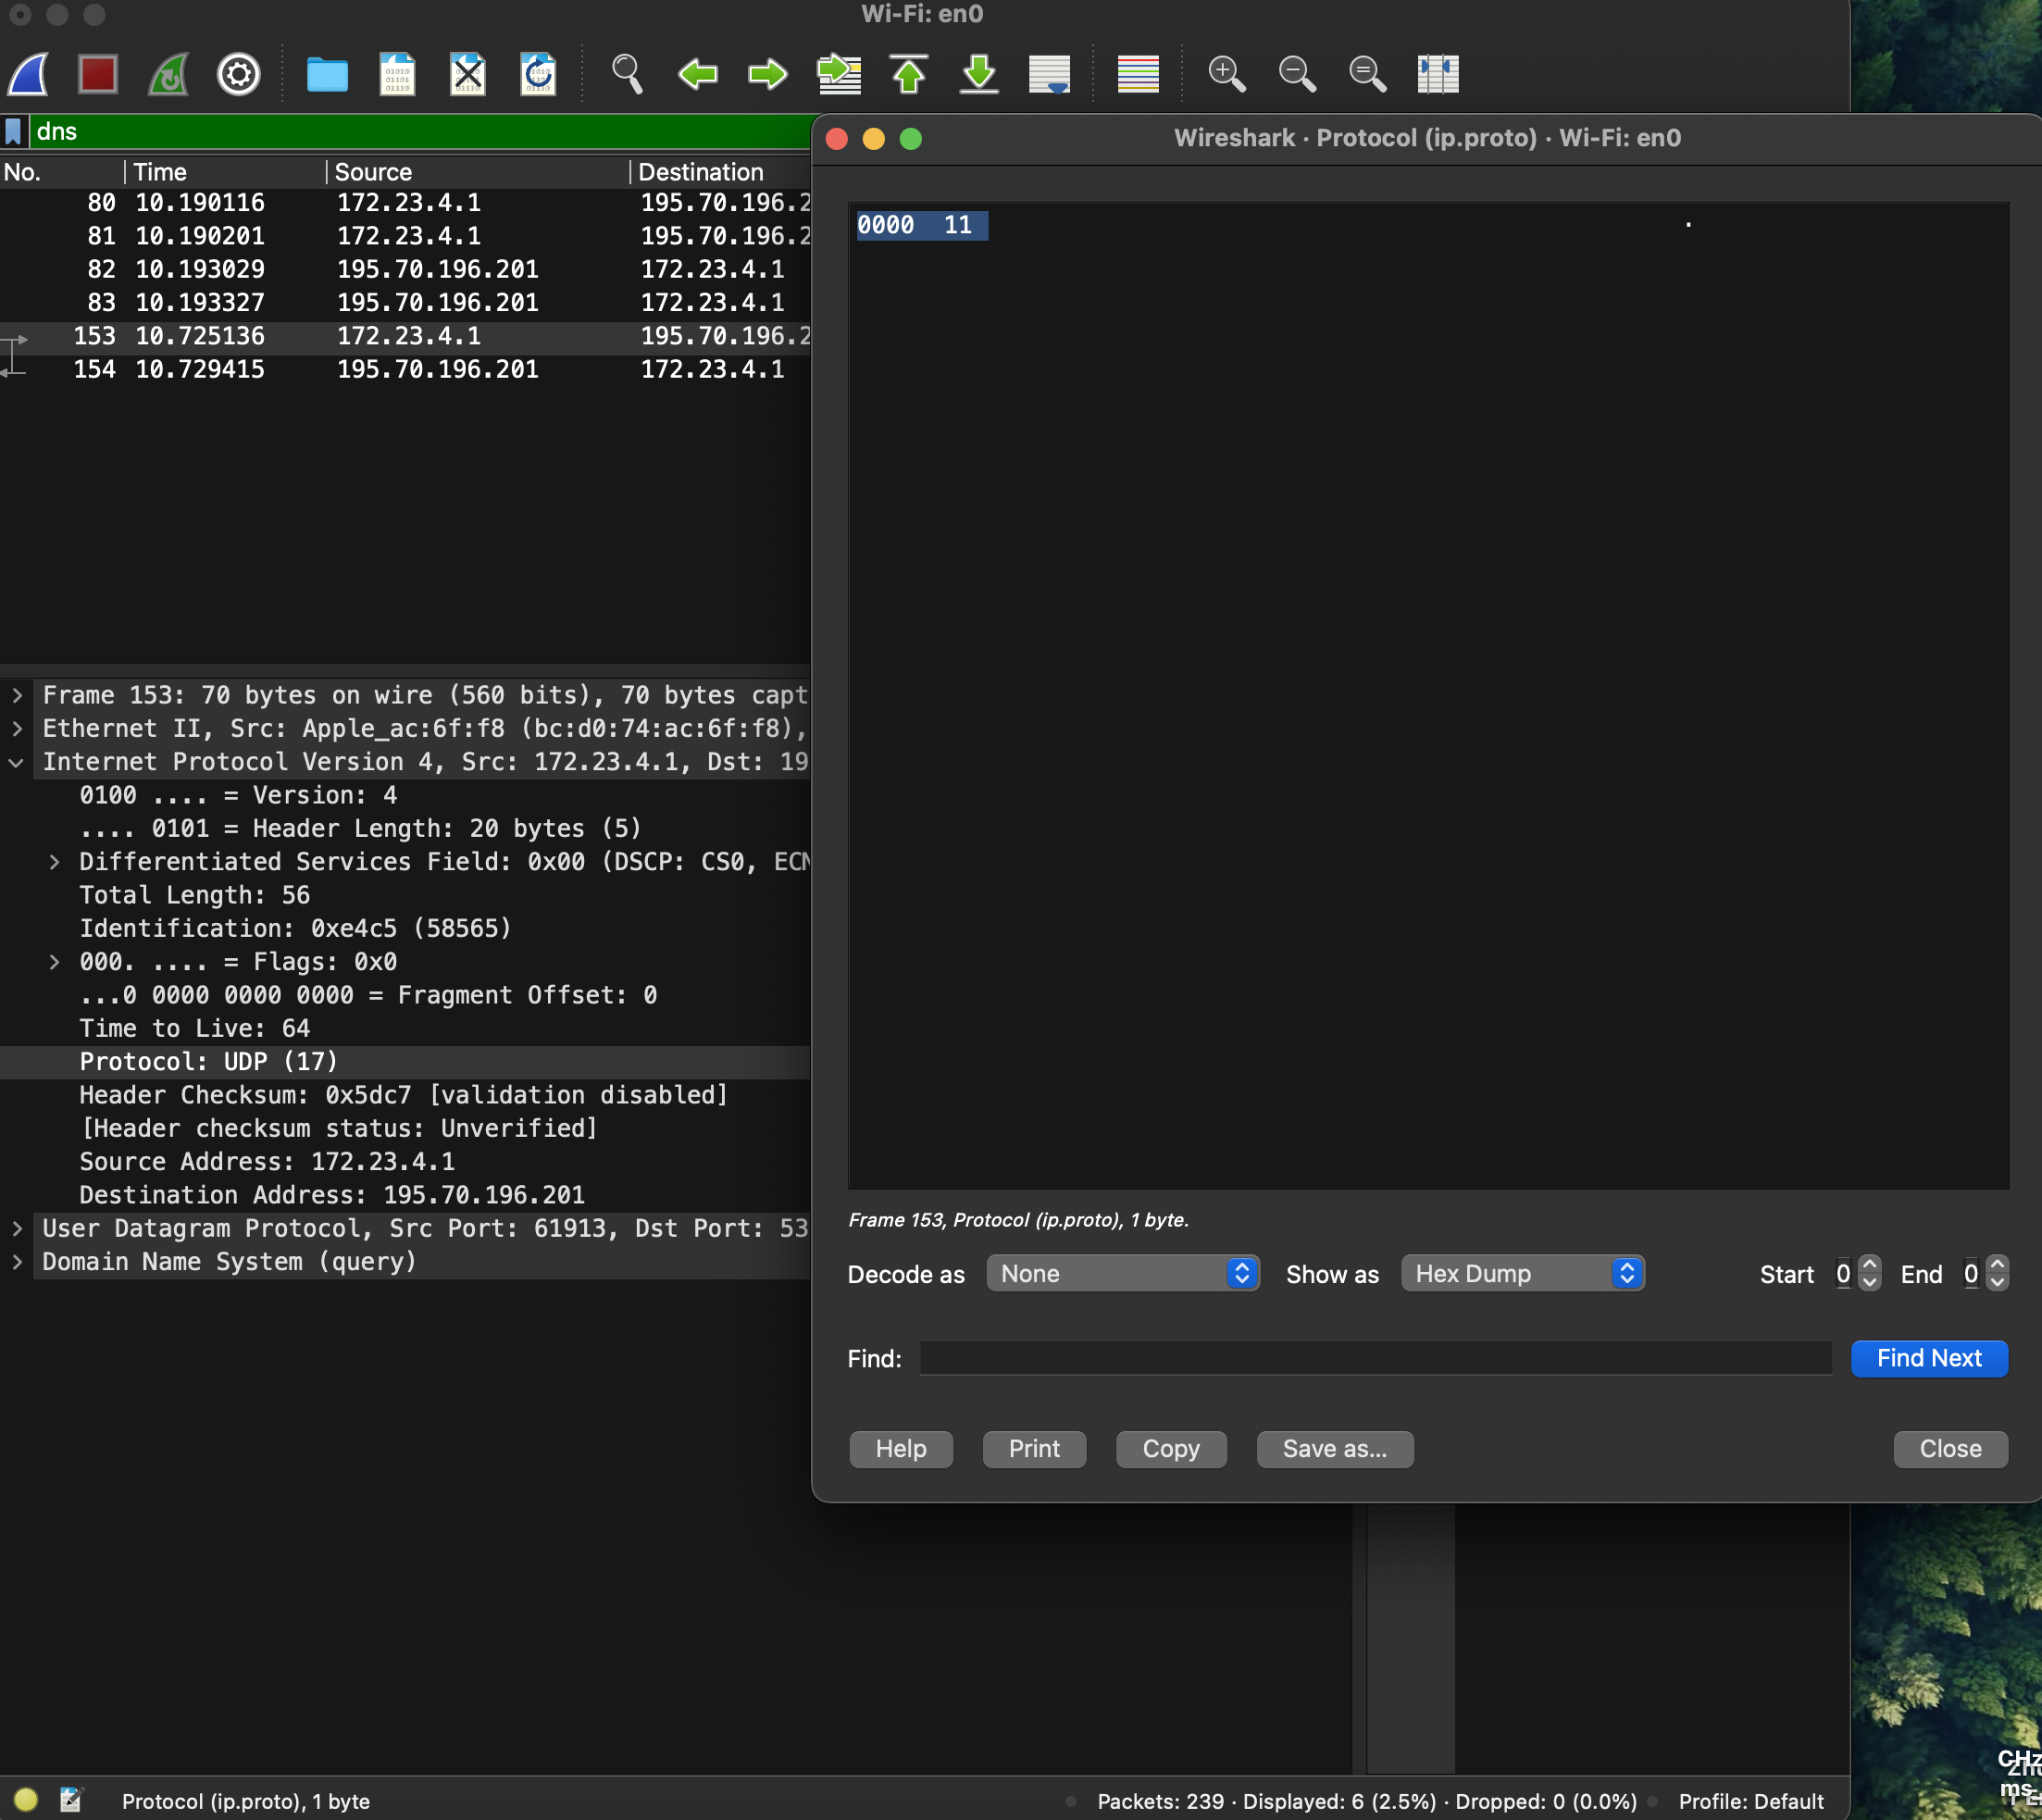 Wi-Fi: en0
dns
No. Time Source Destination
80 10.190116 172.23.4.1 195.70.196.2
81 10.190201 172.23.4.1 195.70.196.2
82 10.193029 195.70.196.201 172.23.4.1
83 10.193327 195.70.196.201 172.23.4.1
153 10.725136 172.23.4.1 195.70.196.2
154 10.729415 195.70.196.201 172.23.4.1
Frame 153: 70 bytes on wire (560 bits), 70 bytes capt
Ethernet II, Src: Apple_ac:6f:f8 (bc:d0:74:ac:6f:f8),
Internet Protocol Version 4, Src: 172.23.4.1, Dst: 19
0100 .... = Version: 4
.... 0101 = Header Length: 20 bytes (5)
Differentiated Services Field: 0x00 (DSCP: CS0, ECN
Total Length: 56
Identification: 0xe4c5 (58565)
000. .... = Flags: 0x0
...0 0000 0000 0000 = Fragment Offset: 0
Time to Live: 64
Protocol: UDP (17)
Header Checksum: 0x5dc7 [validation disabled]
[Header checksum status: Unverified]
Source Address: 172.23.4.1
Destination Address: 195.70.196.201
User Datagram Protocol, Src Port: 61913, Dst Port: 53
Domain Name System (query)
Wireshark · Protocol (ip.proto) · Wi-Fi: en0
0000 11 .
Frame 153, Protocol (ip.proto), 1 byte.
Decode as None Show as Hex Dump Start 0 End 0
Find: Find Next
Help Print Copy Save as... Close
Protocol (ip.proto), 1 byte
Packets: 239 · Displayed: 6 (2.5%) · Dropped: 0 (0.0%) Profile: Default